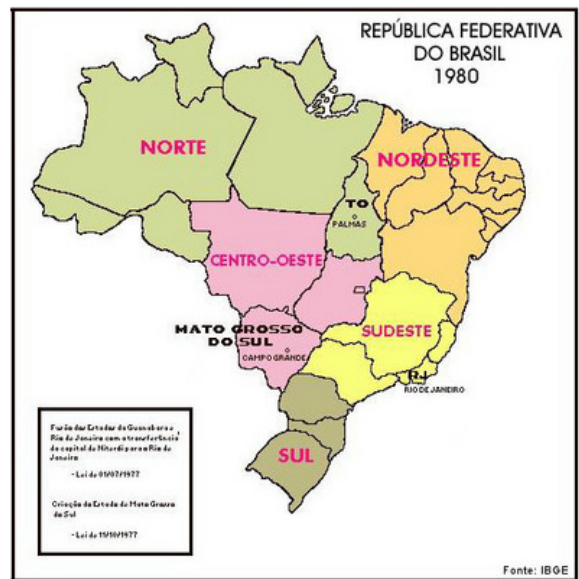 REPÚBLICA FEDERATIVA
DO BRASIL
1980
NORTE
NORDESTE
TO
PALMAS
CENTRO-OESTE
MATO GROSSO
DO SUL
CAMPO GRANDE
SUDESTE
RJ
RIO DE JANEIRO
SUL
Fusão dos Estados da Guanabara e
Rio de Janeiro com a transferência
da capital de Niterói para o Rio de
Janeiro
- Lei de 01/07/1977
Criação do Estado de Mato Grosso
do Sul
- Lei de 11/10/1977
Fonte: IBGE